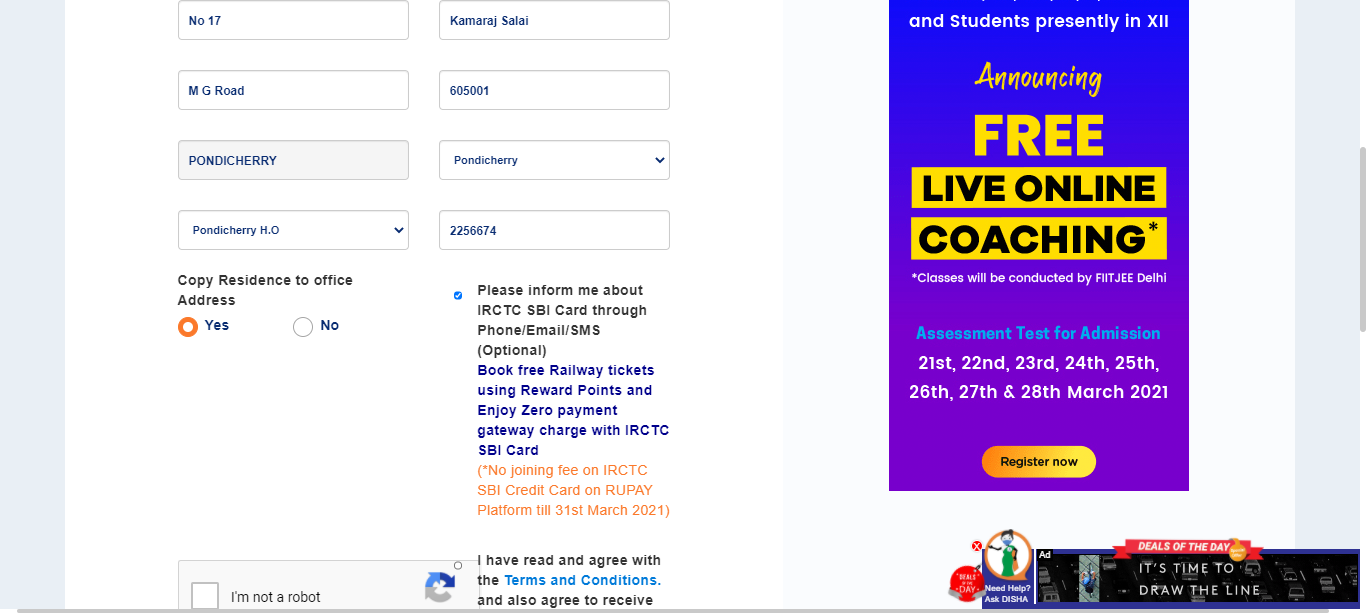 No 17
Kamaraj Salai
M G Road
605001
PONDICHERRY
Pondicherry
Pondicherry H.O
2256674
Copy Residence to office
Address
Yes
No
Please inform me about
IRCTC SBI Card through
Phone/Email/SMS
(Optional)
Book free Railway tickets
using Reward Points and
Enjoy Zero payment
gateway charge with IRCTC
SBI Card
(*No joining fee on IRCTC
SBI Credit Card on RUPAY
Platform till 31st March 2021)
I'm not a robot
I have read and agree with
the Terms and Conditions.
and also agree to receive
and Students presently in XII
Announcing
FREE
LIVE ONLINE
COACHING*
*Classes will be conducted by FIITJEE Delhi
Assessment Test for Admission
21st, 22nd, 23rd, 24th, 25th,
26th, 27th & 28th March 2021
Register now
X
DEALS OF THE DAY
Need Help?
Ask DISHA
Ad
DEALS OF THE DAY
IT'S TIME TO
DRAW THE LINE